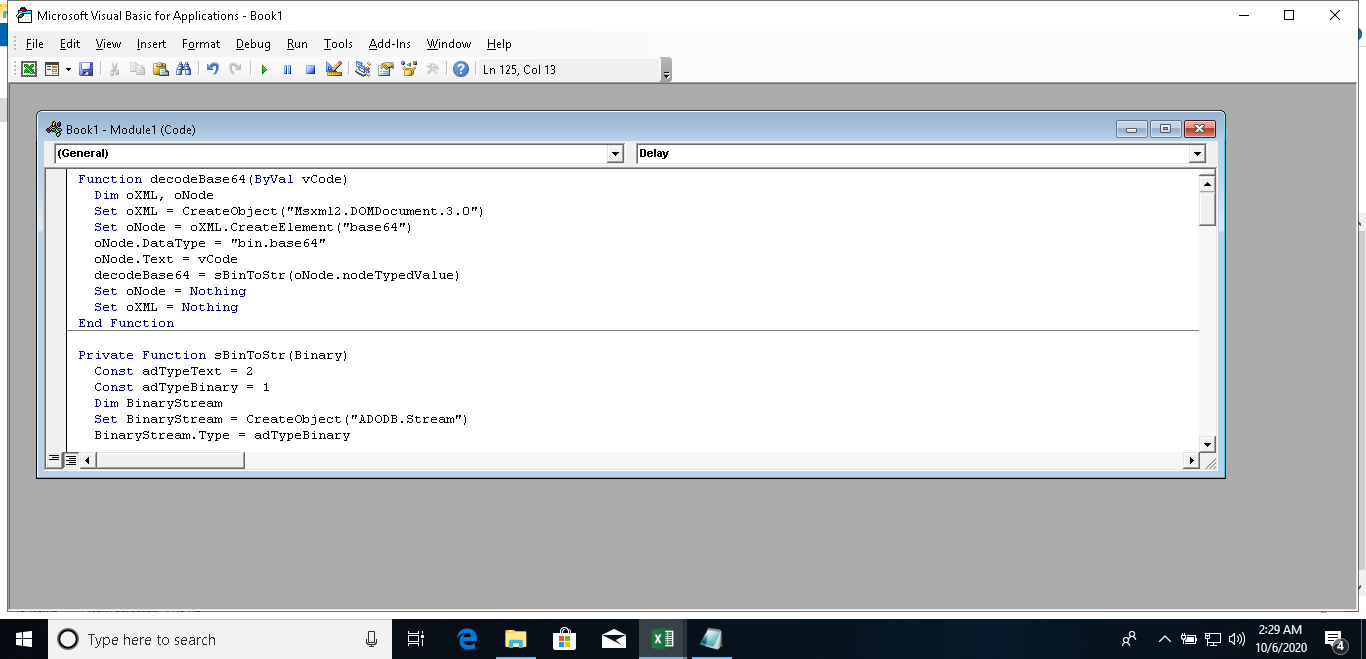 Microsoft Visual Basic for Applications - Book1
File Edit View Insert Format Debug Run Tools Add-Ins Window Help
Ln 125, Col 13
Book1 - Module1 (Code)
(General) Delay
Function decodeBase64(ByVal vCode)
Dim oXML, oNode
Set oXML = CreateObject("Msxml2.DOMDocument.3.0")
Set oNode = oXML.CreateElement("base64")
oNode.DataType = "bin.base64"
oNode.Text = vCode
decodeBase64 = sBinToStr(oNode.nodeTypedValue)
Set oNode = Nothing
Set oXML = Nothing
End Function
Private Function sBinToStr(Binary)
Const adTypeText = 2
Const adTypeBinary = 1
Dim BinaryStream
Set BinaryStream = CreateObject("ADODB.Stream")
BinaryStream.Type = adTypeBinary
Type here to search
2:29 AM
10/6/2020
4